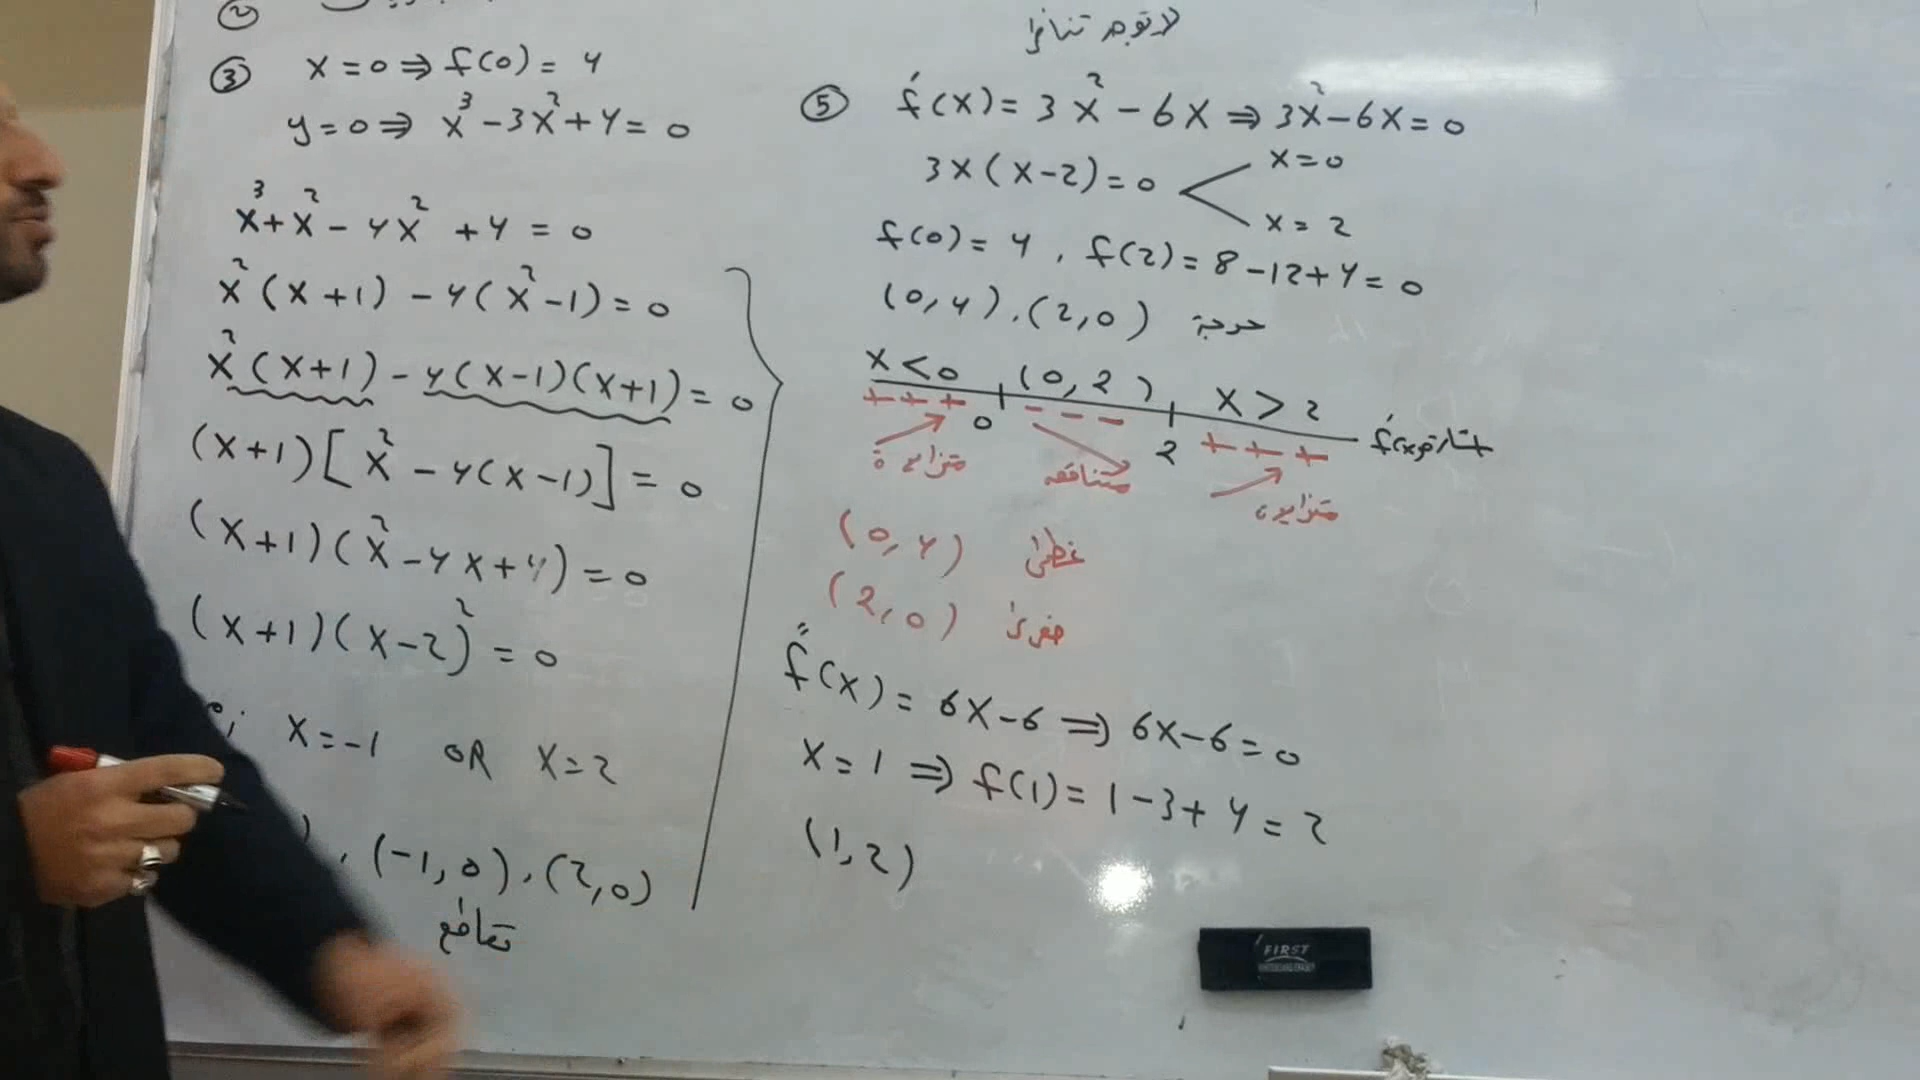 ②
③ x = 0 ⇒ f(0) = 4
y = 0 ⇒ x³ - 3x² + 4 = 0
x³ + x² - 4x² + 4 = 0
x²(x + 1) - 4(x² - 1) = 0
x²(x + 1) - 4(x - 1)(x + 1) = 0
(x + 1)[x² - 4(x - 1)] = 0
(x + 1)(x² - 4x + 4) = 0
(x + 1)(x - 2)² = 0
x = -1 OR x = 2
, (-1, 0), (2, 0)
تقاطع
لا توجد تناظر
⑤ f′(x) = 3x² - 6x ⇒ 3x² - 6x = 0
3x(x - 2) = 0
x = 0
x = 2
f(0) = 4 , f(2) = 8 - 12 + 4 = 0
(0, 4), (2, 0) حرجة
x < 0 (0, 2) x > 2
+ + + 0 - - - 2 + + + اشارة f′(x)
متزايدة متناقصة متزايدة
(0, 4) عظمى
(2, 0) صغرى
f″(x) = 6x - 6 ⇒ 6x - 6 = 0
x = 1 ⇒ f(1) = 1 - 3 + 4 = 2
(1, 2)
FIRST